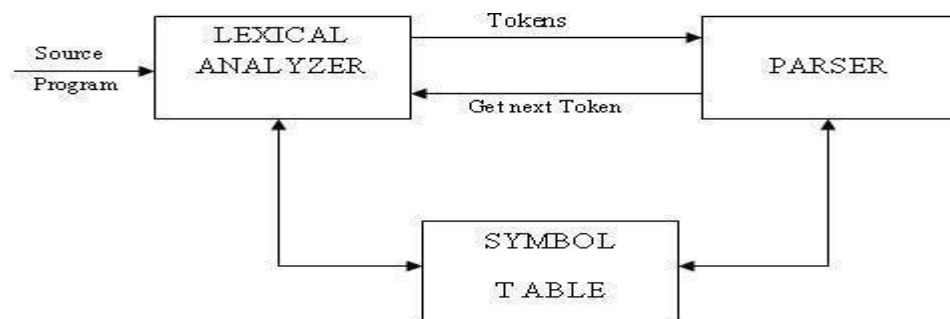 Source
Program
LEXICAL
ANALYZER
Tokens
Get next Token
PARSER
SYMBOL
TABLE